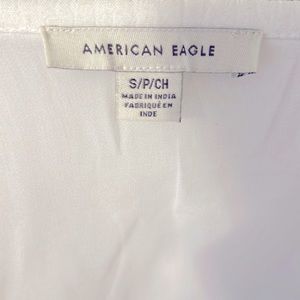 AMERICAN EAGLE
S/P/CH
MADE IN INDIA
FABRIQUÉ EN
INDE